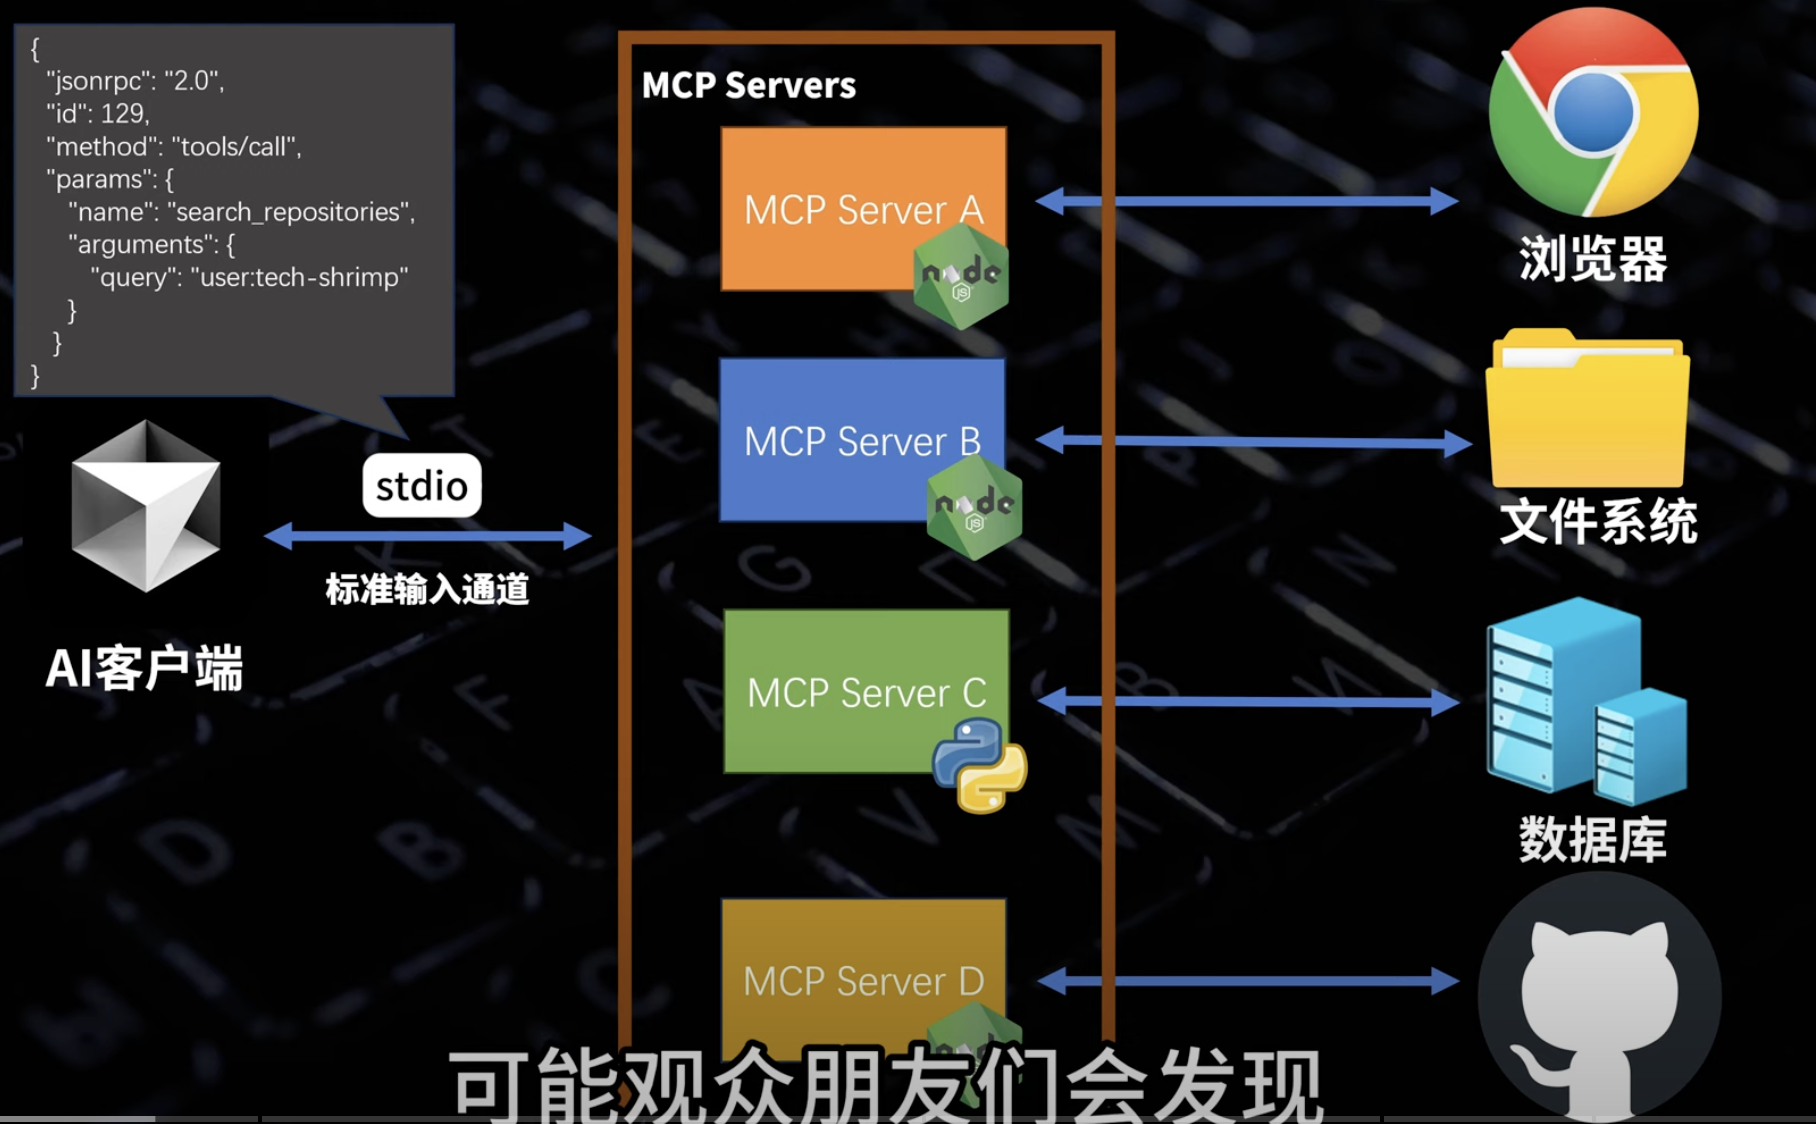 {
"jsonrpc": "2.0",
"id": 129,
"method": "tools/call",
"params": {
"name": "search_repositories",
"arguments": {
"query": "user:tech-shrimp"
}
}
}
stdio
标准输入通道
AI客户端
MCP Servers
MCP Server A
node
JS
MCP Server B
node
JS
MCP Server C
MCP Server D
浏览器
文件系统
数据库
可能观众朋友们会发现